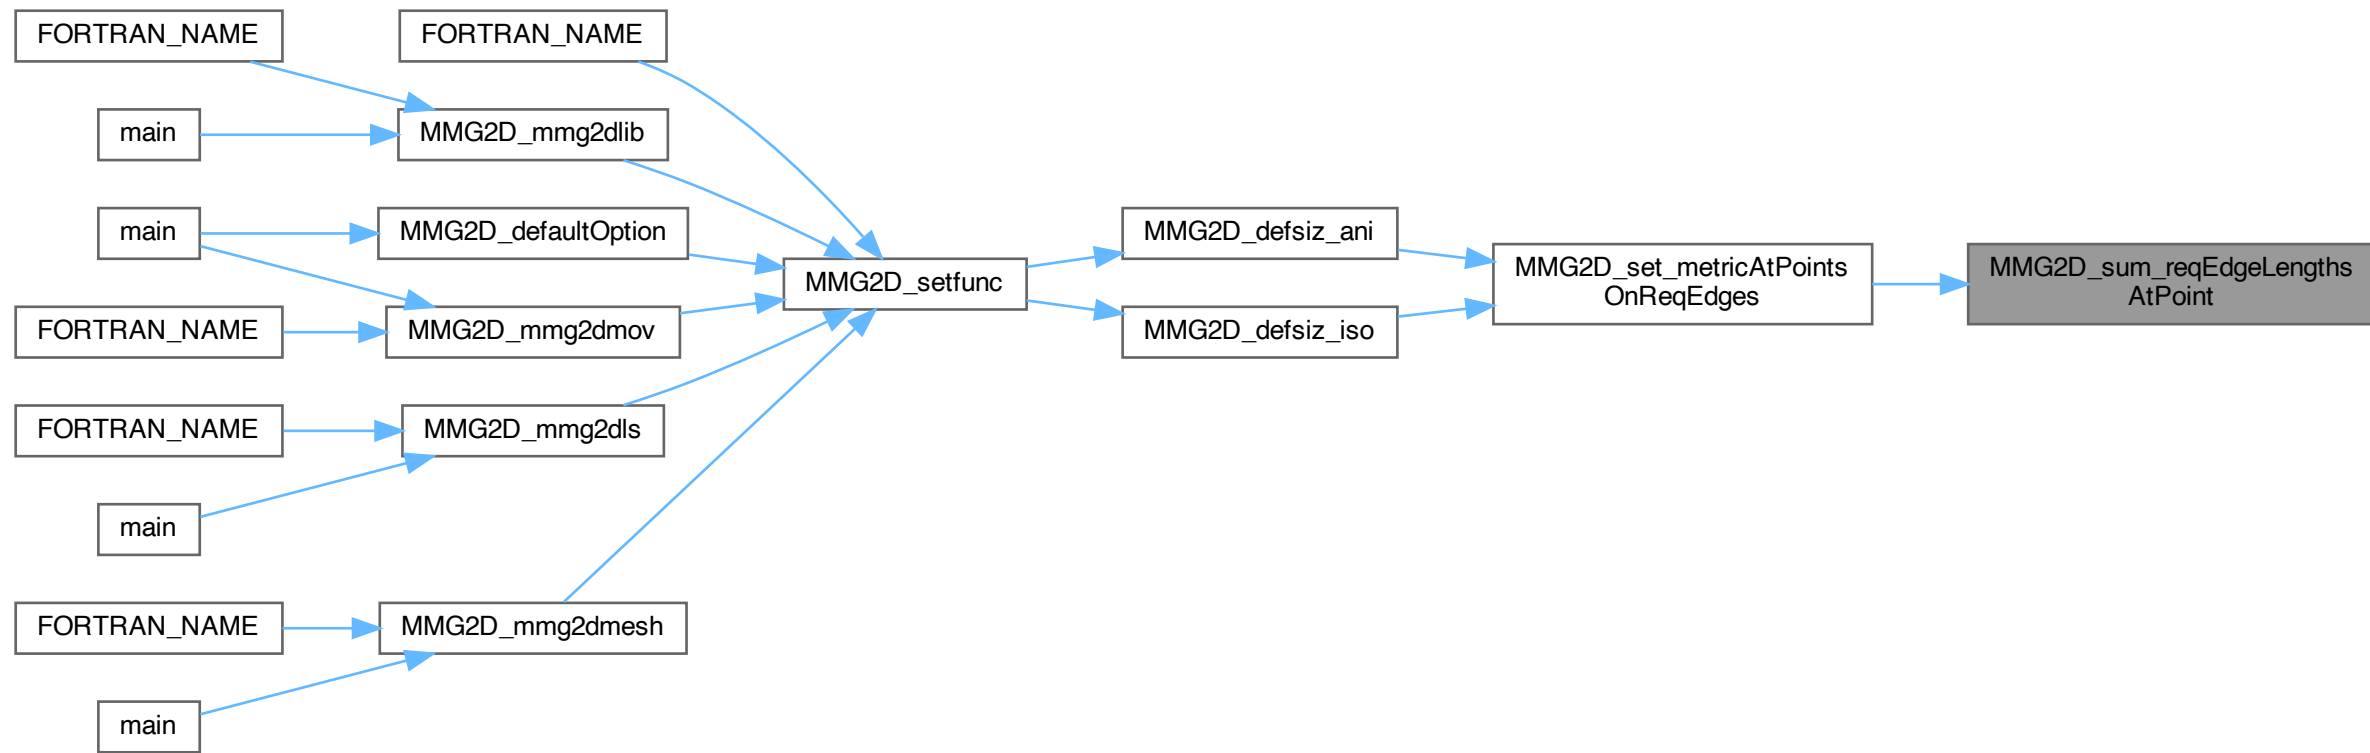 FORTRAN_NAME
FORTRAN_NAME
main
MMG2D_mmg2dlib
main
MMG2D_defaultOption
MMG2D_defsiz_ani
MMG2D_set_metricAtPoints
OnReqEdges
MMG2D_sum_reqEdgeLengths
AtPoint
MMG2D_setfunc
FORTRAN_NAME
MMG2D_mmg2dmov
MMG2D_defsiz_iso
FORTRAN_NAME
MMG2D_mmg2dls
main
FORTRAN_NAME
MMG2D_mmg2dmesh
main